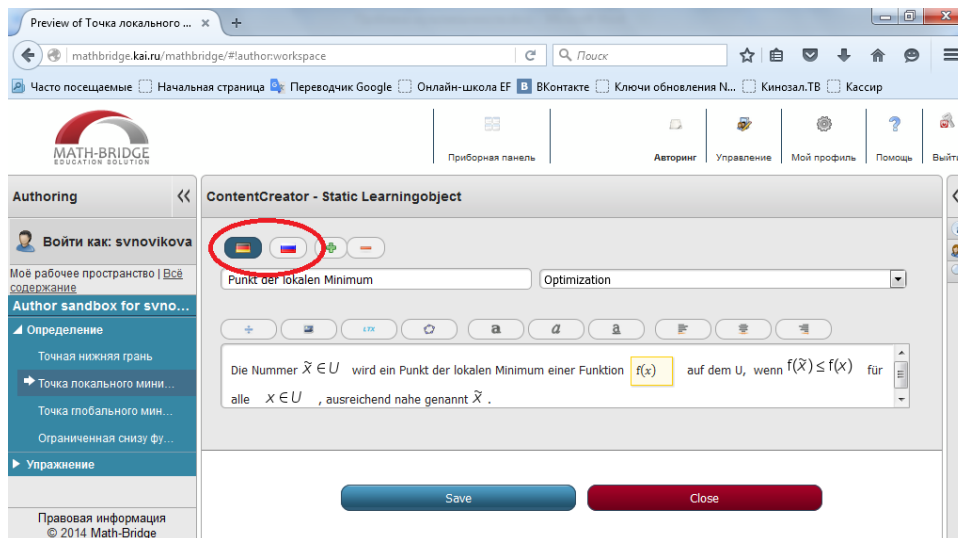 Preview of Точка локального ... × +
mathbridge.kai.ru/mathbridge/#!author:workspace Поиск
Часто посещаемые Начальная страница Переводчик Google Онлайн-школа EF ВКонтакте Ключи обновления N... Кинозал.ТВ Кассир
MATH-BRIDGE
EDUCATION SOLUTION
Приборная панель Авторинг Управление Мой профиль Помощь Выйти
Authoring
ContentCreator - Static Learningobject
Войти как: svnovikova
Моё рабочее пространство | Всё
содержание
Author sandbox for svno...
Определение
Точная нижняя грань
Точка локального мини...
Точка глобального мин...
Ограниченная снизу фу...
Упражнение
Правовая информация
© 2014 Math-Bridge
Punkt der lokalen Minimum Optimization
LTX a a a
Die Nummer x̃ ∈ U wird ein Punkt der lokalen Minimum einer Funktion f(x) auf dem U, wenn f(x̃) ≤ f(x) für
alle x ∈ U , ausreichend nahe genannt x̃ .
Save Close